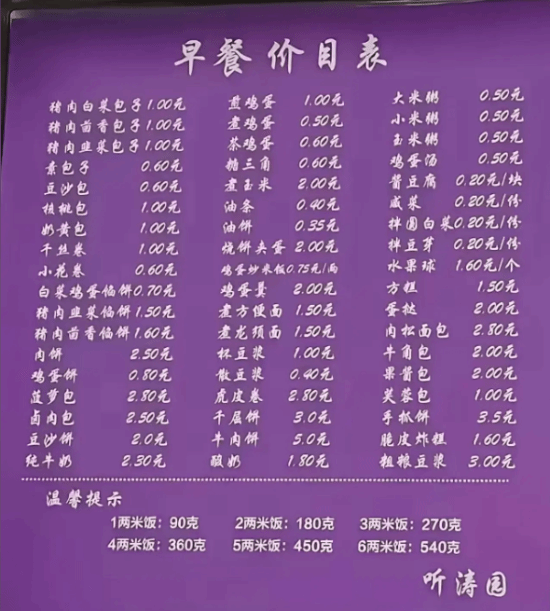 早餐价目表
猪肉白菜包子 1.00元
猪肉茴香包子 1.00元
猪肉韭菜包子 1.00元
素包子 0.60元
豆沙包 0.60元
核桃包 1.00元
奶黄包 1.00元
千丝卷 1.00元
小花卷 0.60元
白菜鸡蛋馅饼 0.70元
猪肉韭菜馅饼 1.50元
猪肉茴香馅饼 1.60元
肉饼 2.50元
鸡蛋饼 0.80元
菠萝包 2.80元
卤肉包 2.50元
豆沙饼 2.0元
纯牛奶 2.30元
煎鸡蛋 1.00元
煮鸡蛋 0.50元
茶鸡蛋 0.60元
糖三角 0.60元
煮玉米 2.00元
油条 0.40元
油饼 0.35元
烧饼夹蛋 2.00元
鸡蛋炒米饭 0.75元/两
鸡蛋羹 2.00元
煮方便面 1.50元
煮龙须面 1.50元
杯豆浆 1.00元
散豆浆 0.40元
虎皮卷 2.80元
千层饼 3.0元
牛肉饼 5.0元
酸奶 1.80元
大米粥 0.50元
小米粥 0.50元
玉米粥 0.50元
鸡蛋汤 0.50元
酱豆腐 0.20元/块
咸菜 0.20元/份
拌圆白菜 0.20元/份
拌豆芽 0.20元/份
水果球 1.60元/个
方糕 1.50元
蛋挞 2.00元
肉松面包 2.80元
牛角包 2.00元
果酱包 2.00元
芙蓉包 1.00元
手抓饼 3.5元
脆皮炸糕 1.60元
粗粮豆浆 3.00元
温馨提示
1两米饭：90克 2两米饭：180克 3两米饭：270克
4两米饭：360克 5两米饭：450克 6两米饭：540克
听涛园